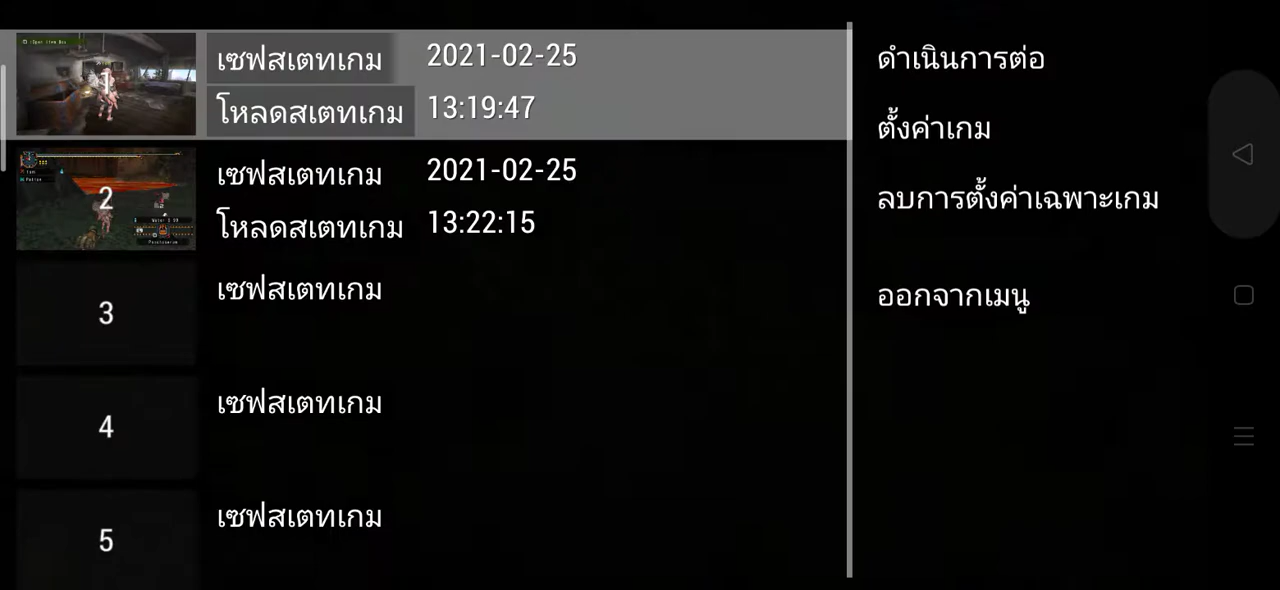 1
เซฟสเตทเกม
2021-02-25
โหลดสเตทเกม
13:19:47
2
เซฟสเตทเกม
2021-02-25
โหลดสเตทเกม
13:22:15
3
เซฟสเตทเกม
4
เซฟสเตทเกม
5
เซฟสเตทเกม
ดำเนินการต่อ
ตั้งค่าเกม
ลบการตั้งค่าเฉพาะเกม
ออกจากเมนู